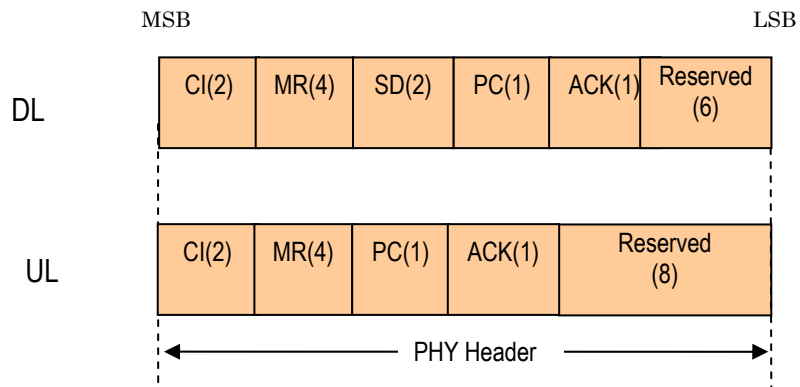 MSB LSB
DL
CI(2) MR(4) SD(2) PC(1) ACK(1) Reserved
(6)
UL
CI(2) MR(4) PC(1) ACK(1) Reserved
(8)
PHY Header